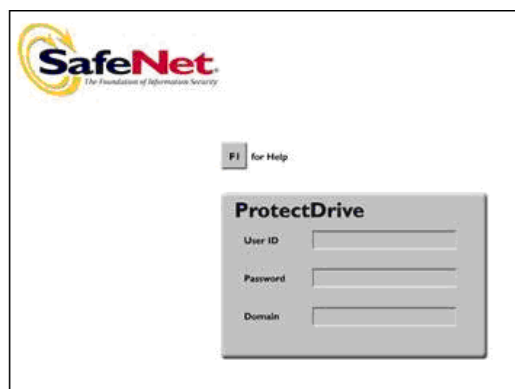 SafeNet
The Foundation of Information Security
F1 for Help
ProtectDrive
User ID
Password
Domain